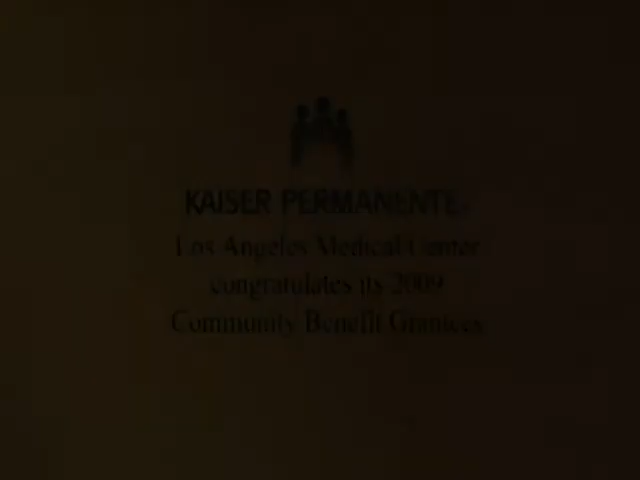 KAISER PERMANENTE.
Los Angeles Medical Center
congratulates its 2009
Community Benefit Grantees